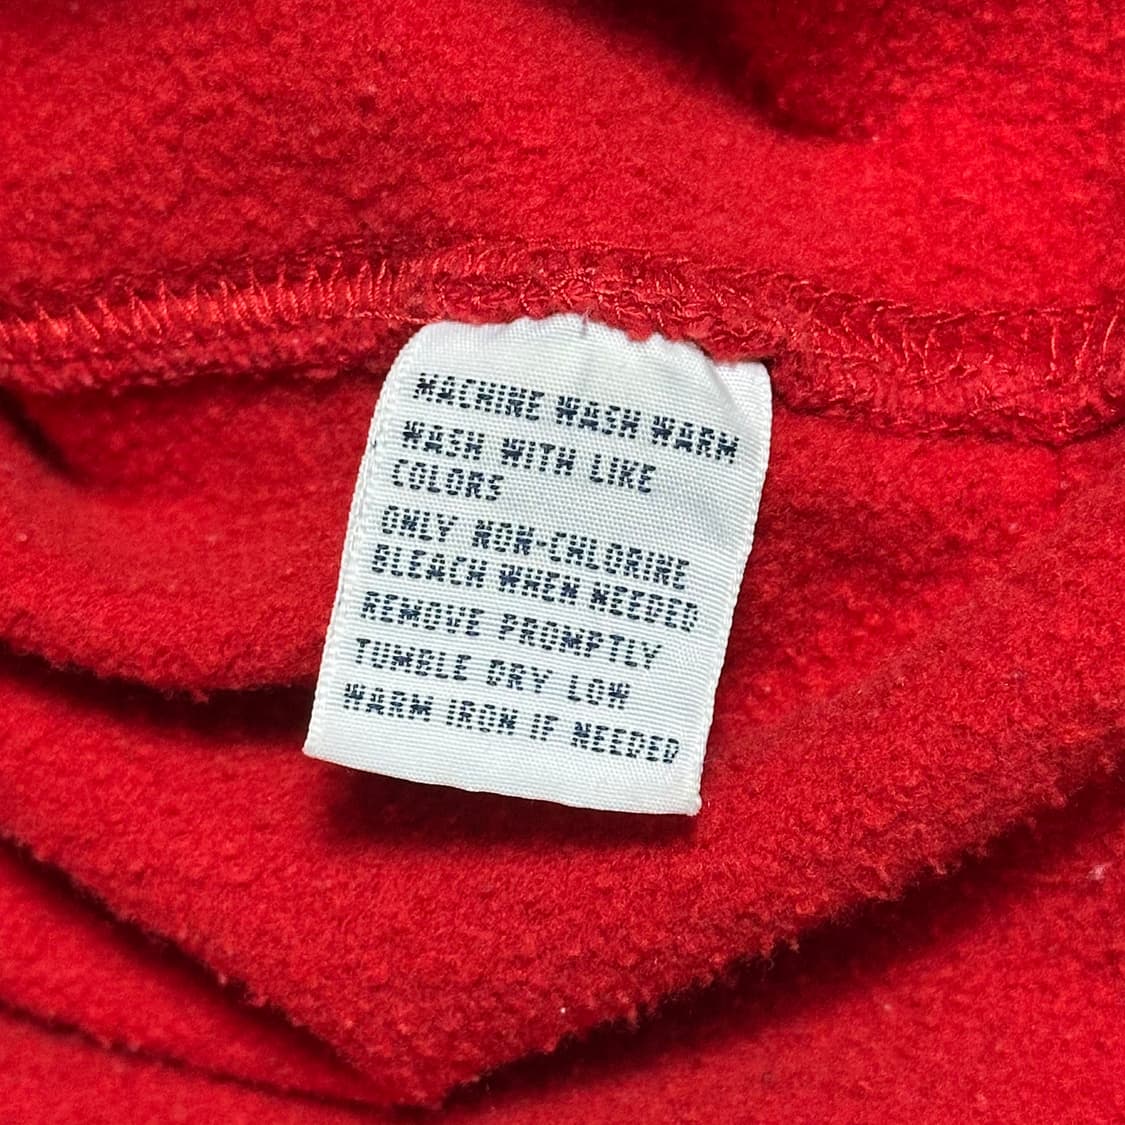 MACHINE WASH WARM
WASH WITH LIKE
COLORS
ONLY NON-CHLORINE
BLEACH WHEN NEEDED
REMOVE PROMPTLY
TUMBLE DRY LOW
WARM IRON IF NEEDED